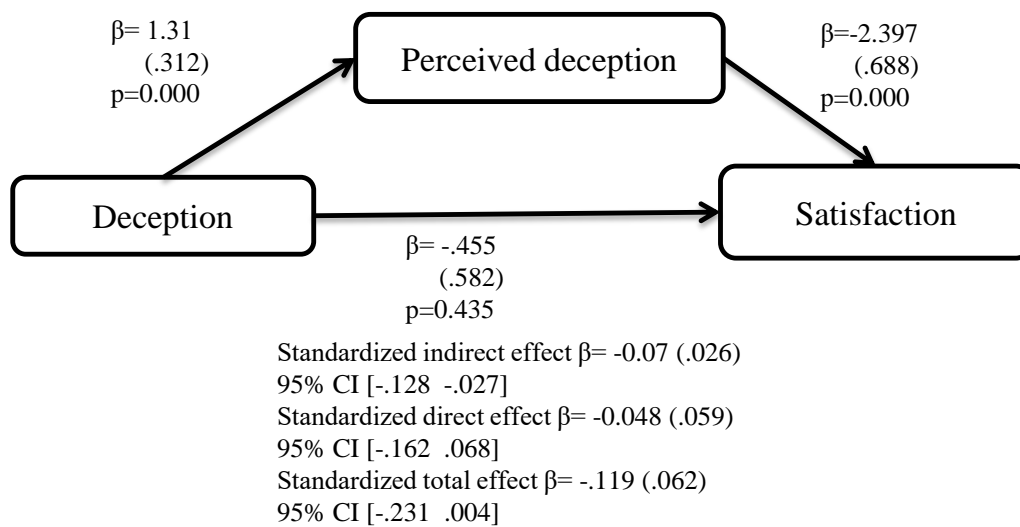 β= 1.31
(.312)
p=0.000
Perceived deception
β=-2.397
(.688)
p=0.000
Deception
Satisfaction
β= -.455
(.582)
p=0.435
Standardized indirect effect β= -0.07 (.026)
95% CI [-.128 -.027]
Standardized direct effect β= -0.048 (.059)
95% CI [-.162 .068]
Standardized total effect β= -.119 (.062)
95% CI [-.231 .004]